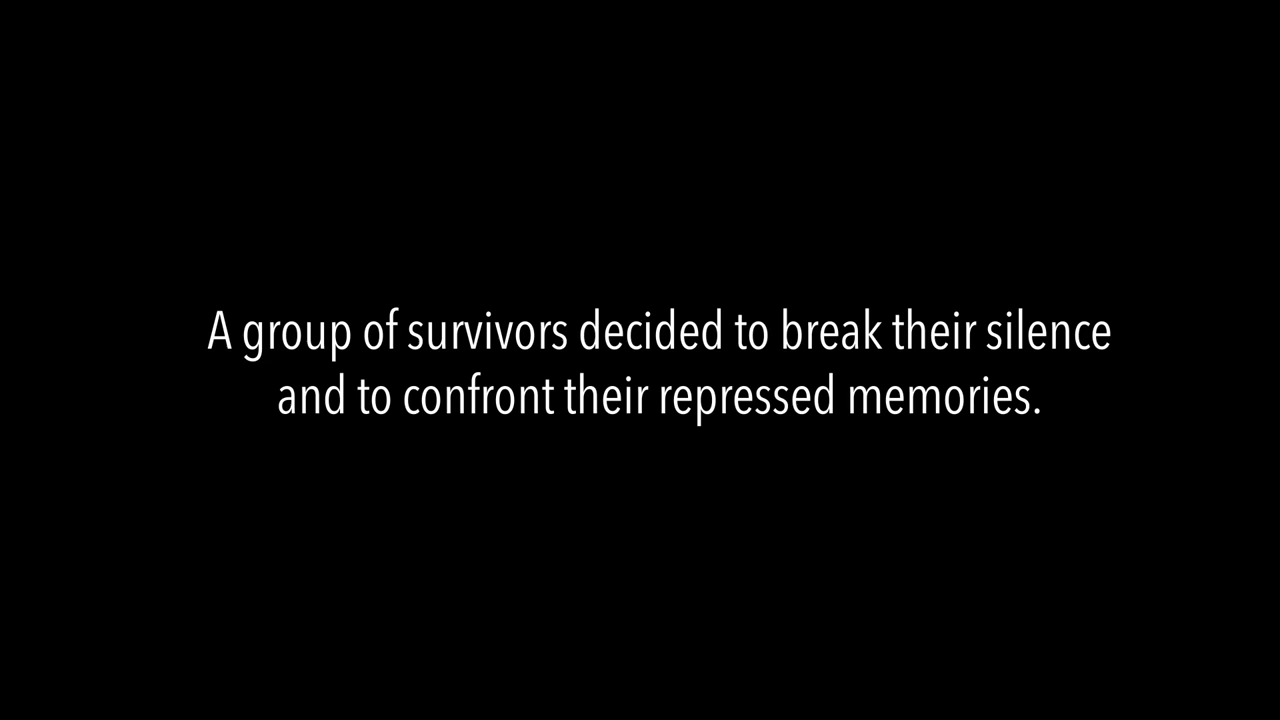 A group of survivors decided to break their silence
and to confront their repressed memories.